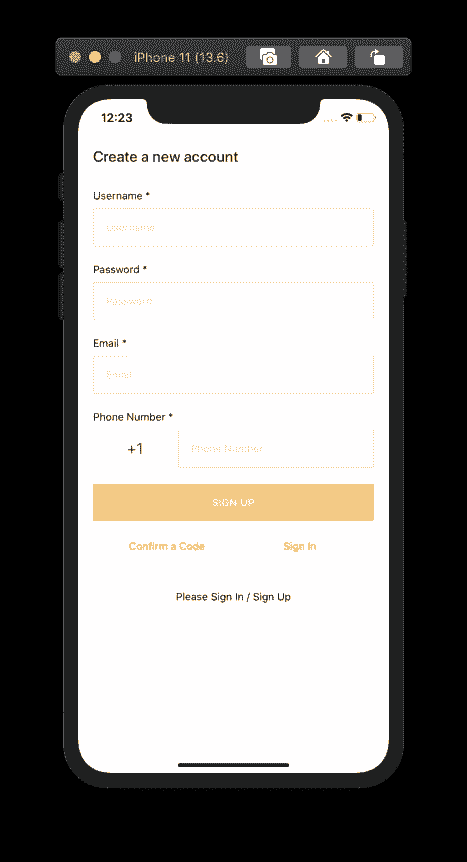 iPhone 11 (13.6)
12:23
Create a new account
Username *
Username
Password *
Password
Email *
Email
Phone Number *
+1 Phone Number
SIGN UP
Confirm a Code Sign In
Please Sign In / Sign Up